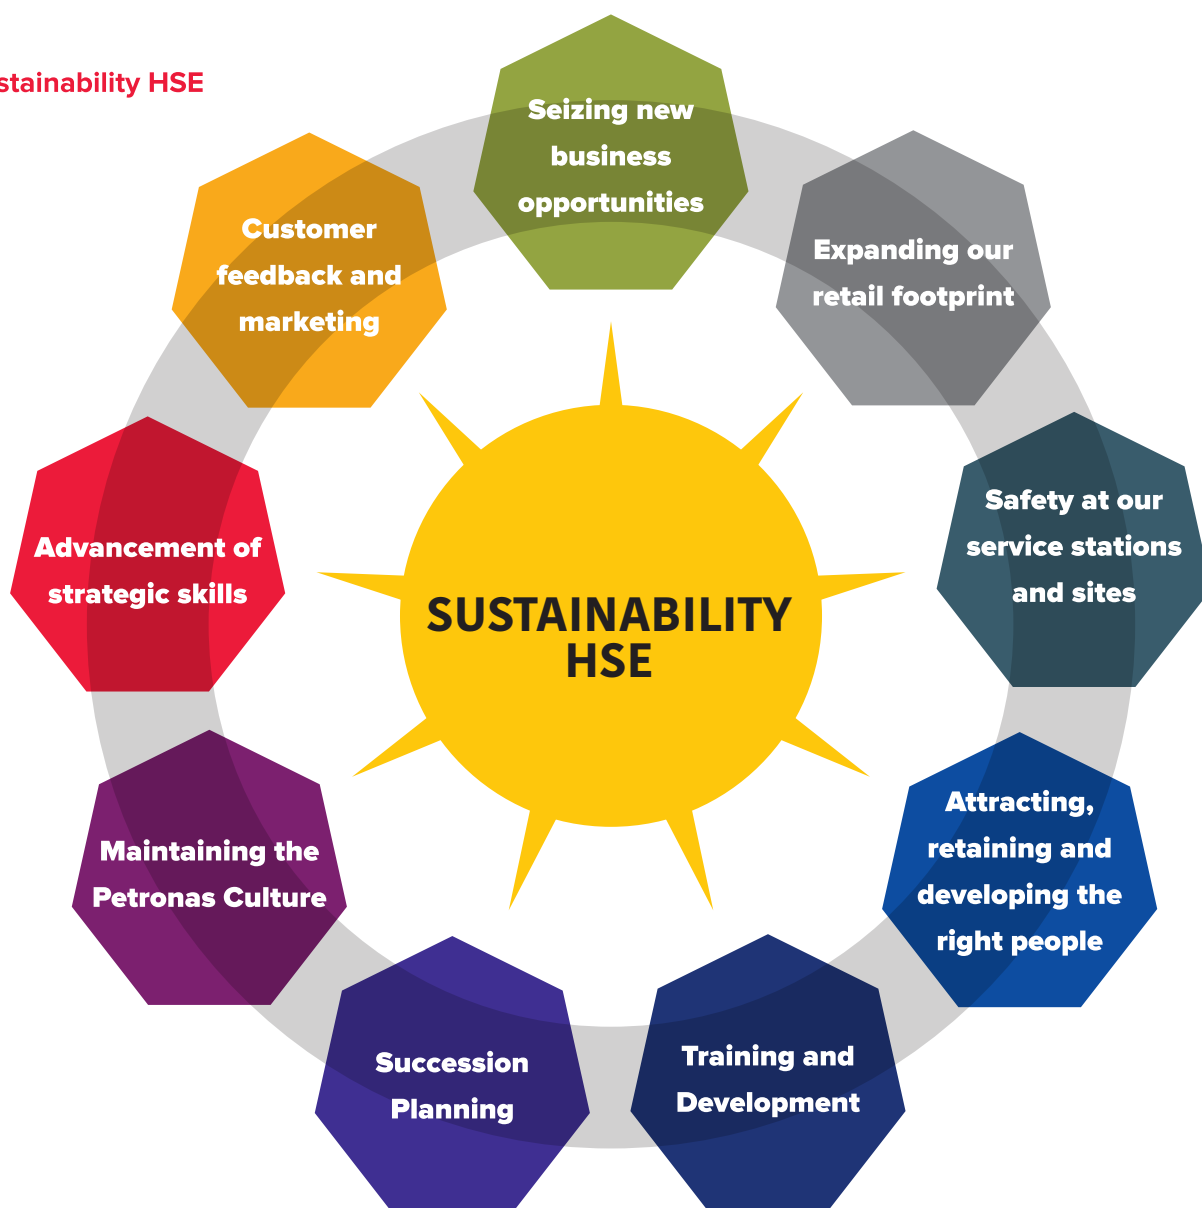 stainability HSE
Seizing new
business
opportunities
Expanding our
retail footprint
Safety at our
service stations
and sites
Attracting,
retaining and
developing the
right people
Training and
Development
Succession
Planning
Maintaining the
Petronas Culture
Advancement of
strategic skills
Customer
feedback and
marketing
SUSTAINABILITY
HSE